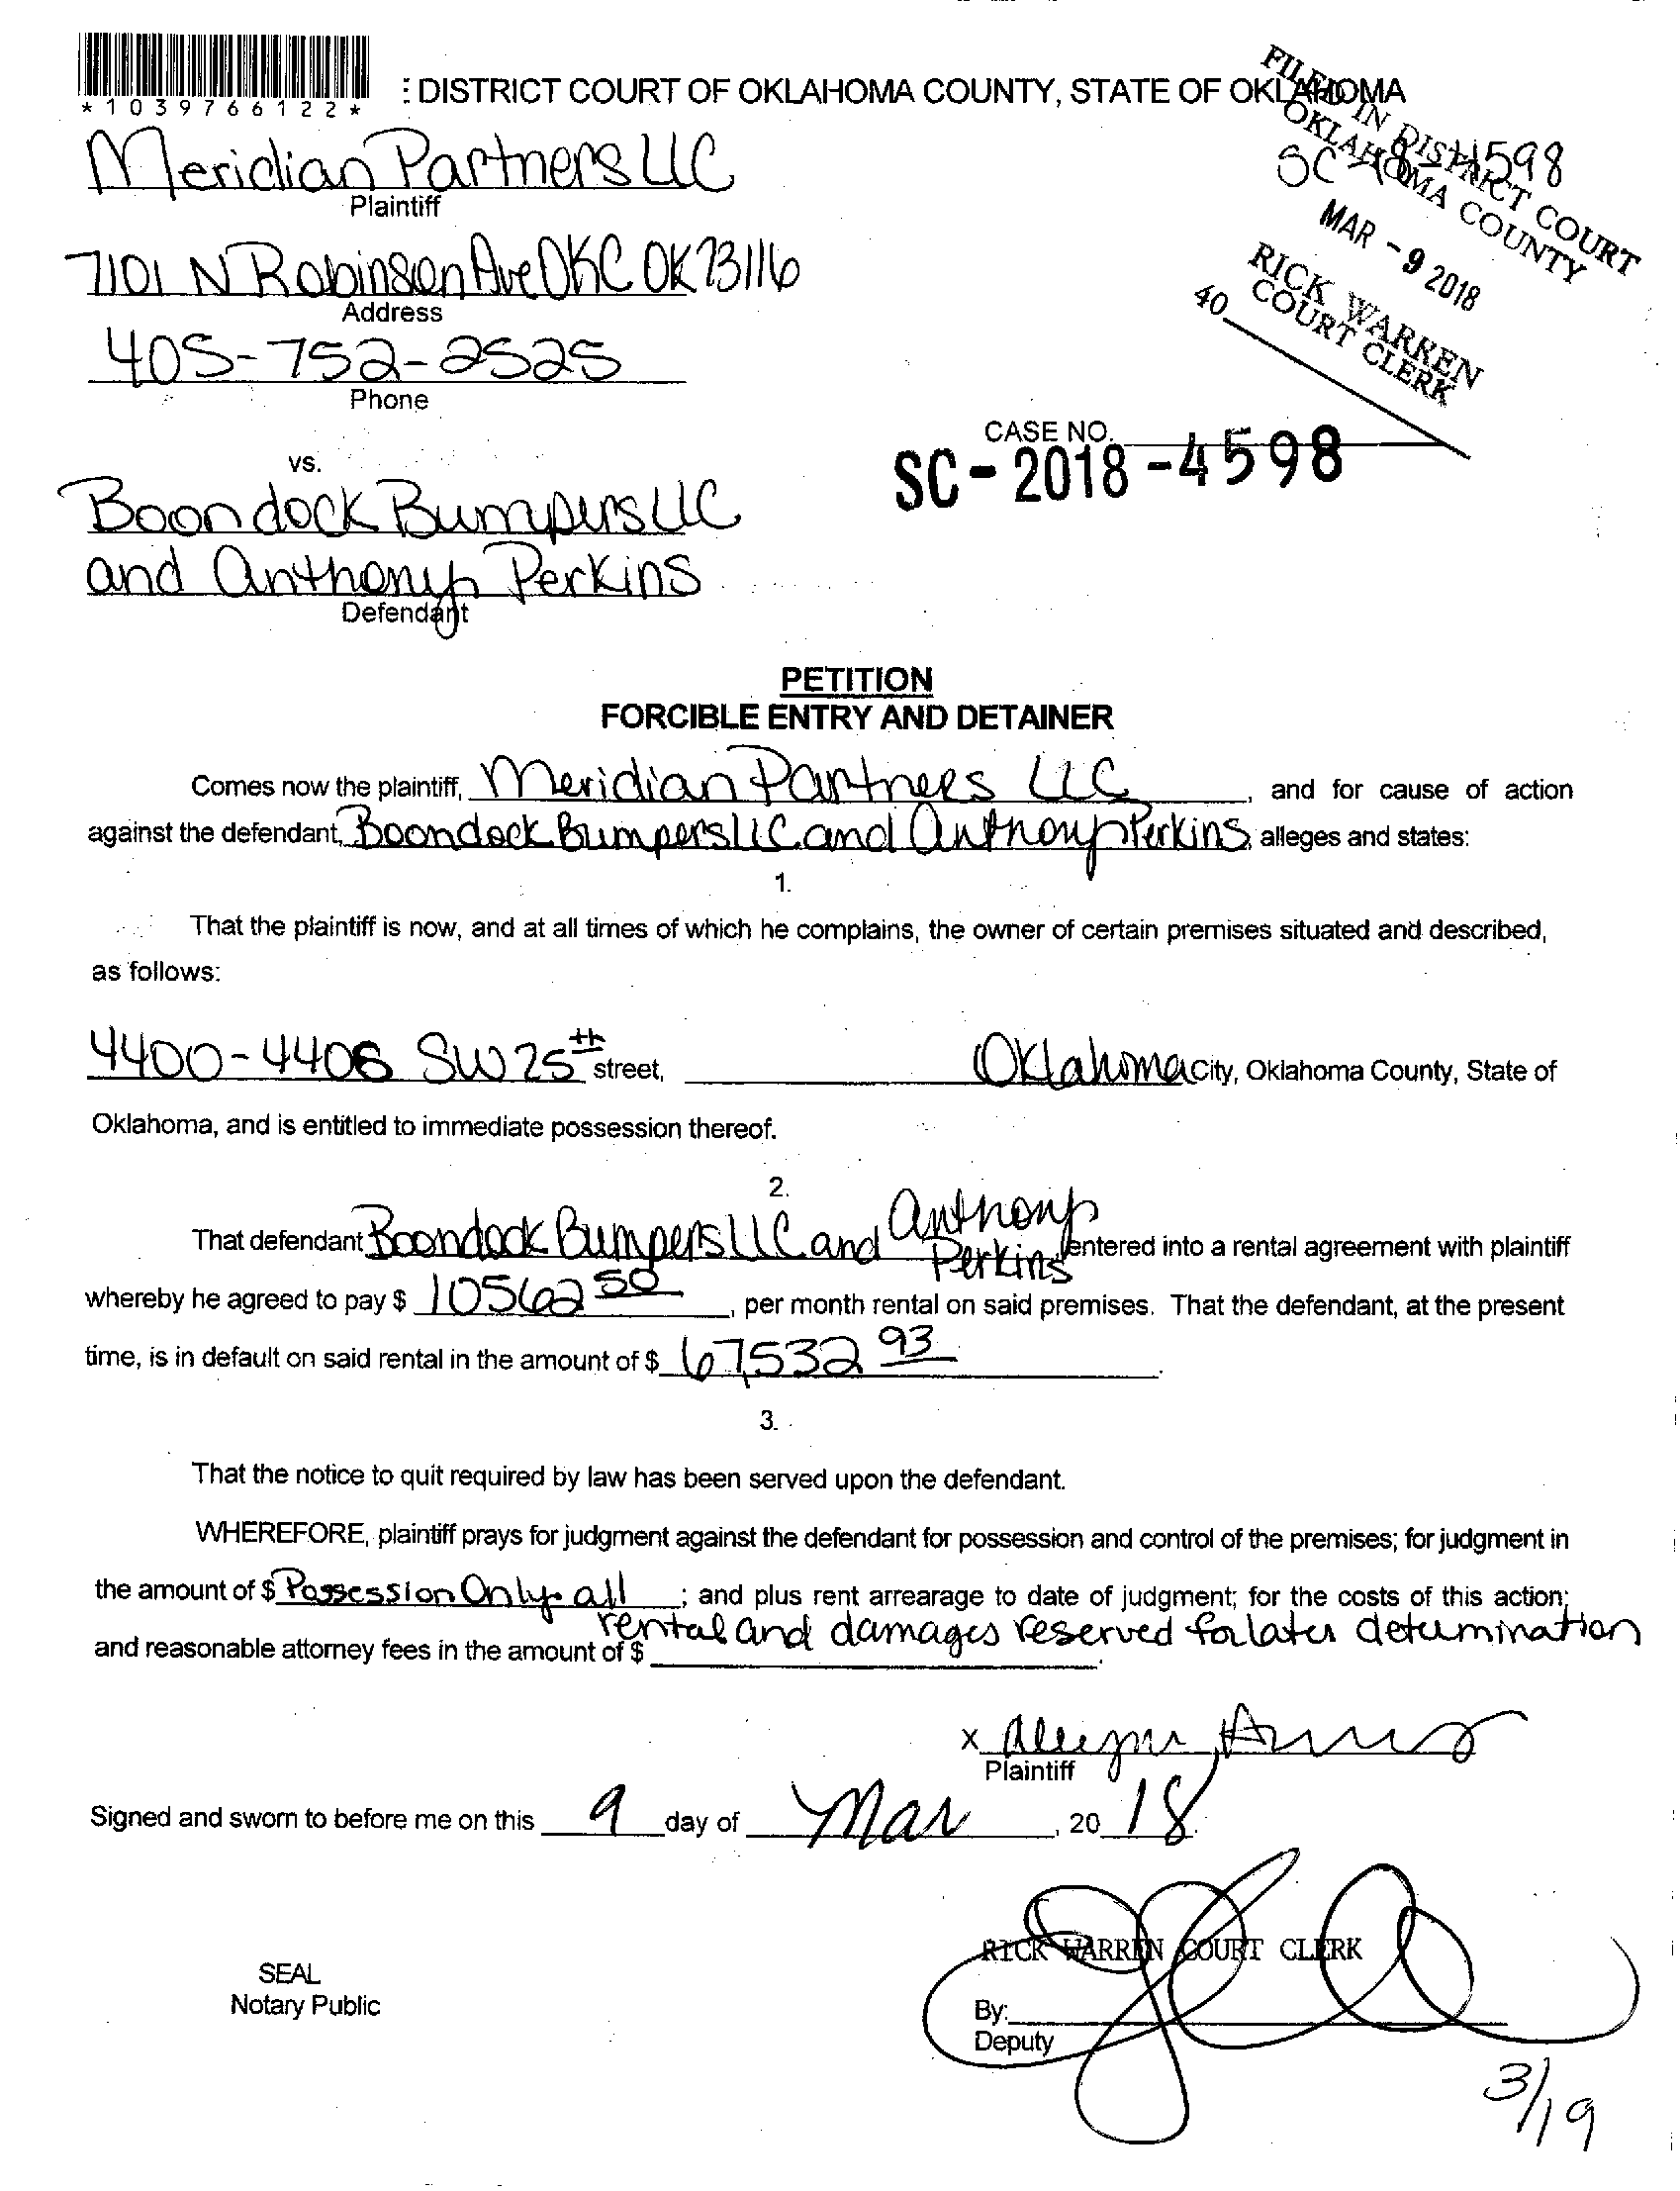 *1039766122*
: DISTRICT COURT OF OKLAHOMA COUNTY, STATE OF OKLAHOMA
FILED IN DISTRICT COURT
OKLAHOMA COUNTY
SC-18-4598
MAR - 9 2018
RICK WARREN
COURT CLERK
40
Meridian Partners LLC
Plaintiff
7101 N Robinson Ave OKC OK 73116
Address
405-752-2525
Phone
CASE NO.
SC-2018-4598
vs.
Boondock Bumpers LLC
and Anthony Perkins
Defendant
PETITION
FORCIBLE ENTRY AND DETAINER
Comes now the plaintiff, Meridian Partners LLC, and for cause of action
against the defendant, Boondock Bumpers LLC and Anthony Perkins, alleges and states:
1.
That the plaintiff is now, and at all times of which he complains, the owner of certain premises situated and described,
as follows:
4400-4406 SW 25th street, Oklahoma City, Oklahoma County, State of
Oklahoma, and is entitled to immediate possession thereof.
2.
That defendant Boondock Bumpers LLC and Anthony Perkins entered into a rental agreement with plaintiff
whereby he agreed to pay $ 10562 50, per month rental on said premises. That the defendant, at the present
time, is in default on said rental in the amount of $ 67,532 93.
3.
That the notice to quit required by law has been served upon the defendant.
WHEREFORE, plaintiff prays for judgment against the defendant for possession and control of the premises; for judgment in
the amount of $ Possession Only. all ; and plus rent arrearage to date of judgment; for the costs of this action;
rental and damages reserved for later determination
and reasonable attorney fees in the amount of $ .
x
Plaintiff
Signed and sworn to before me on this 9 day of Mar, 20 18.
RICK WARREN COURT CLERK
SEAL
Notary Public
By:
Deputy
3/19